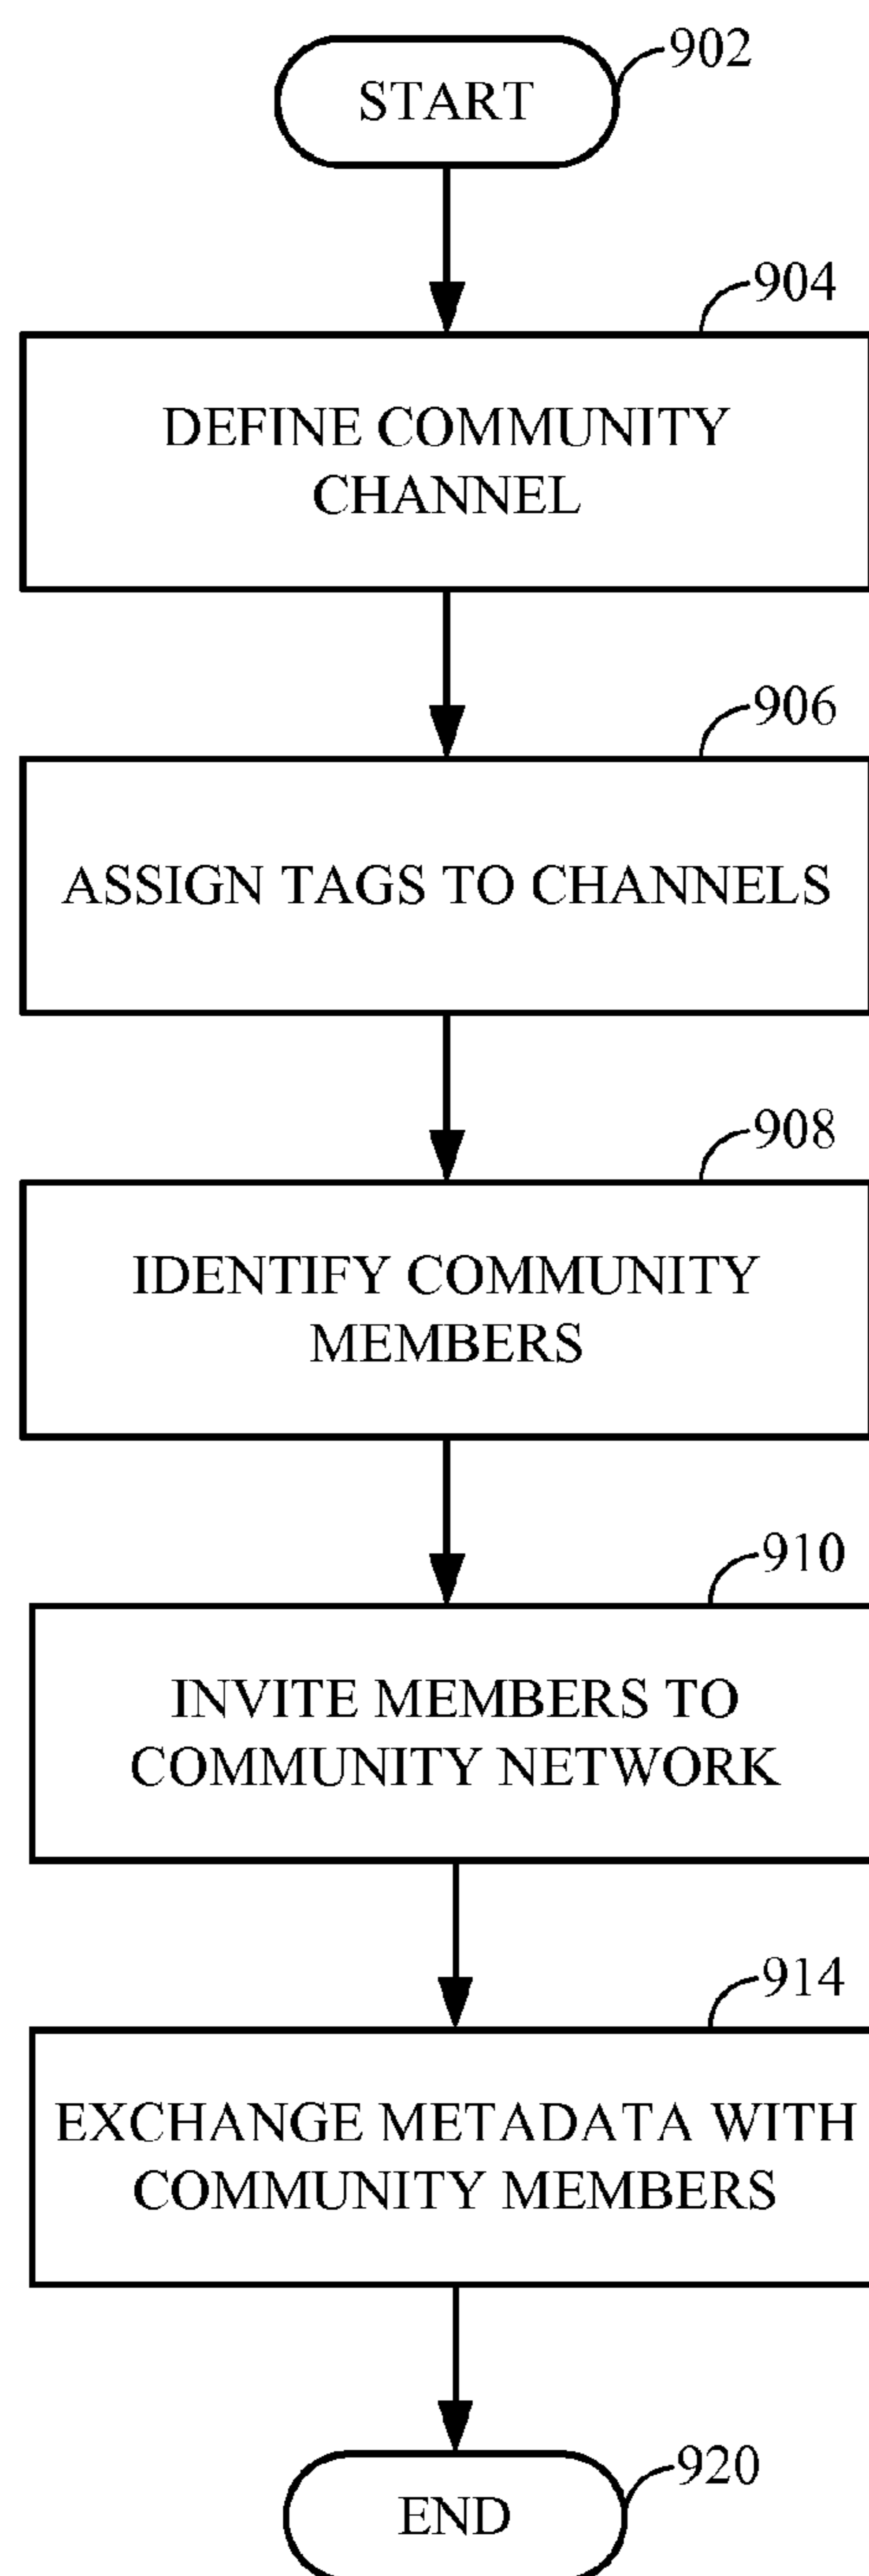 902
START
904
DEFINE COMMUNITY
CHANNEL
906
ASSIGN TAGS TO CHANNELS
908
IDENTIFY COMMUNITY
MEMBERS
910
INVITE MEMBERS TO
COMMUNITY NETWORK
914
EXCHANGE METADATA WITH
COMMUNITY MEMBERS
920
END